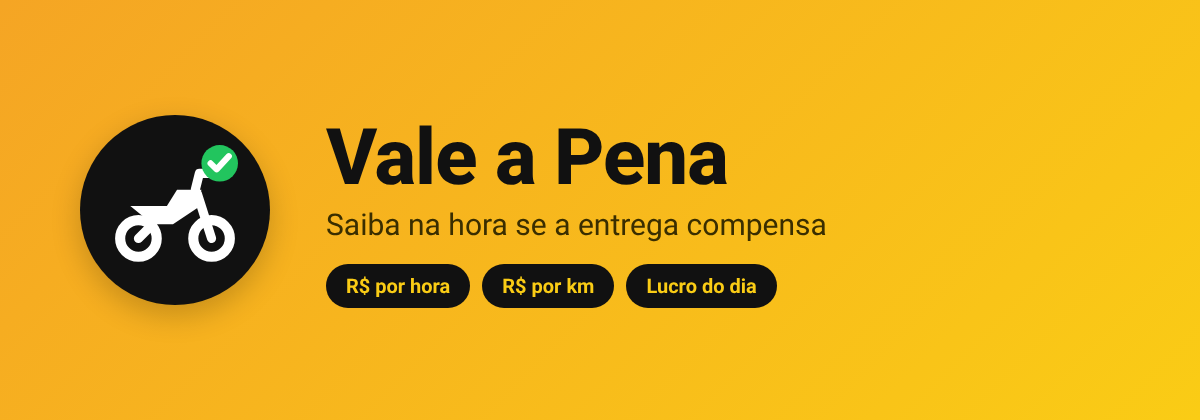 Vale a Pena
Saiba na hora se a entrega compensa
R$ por hora R$ por km Lucro do dia